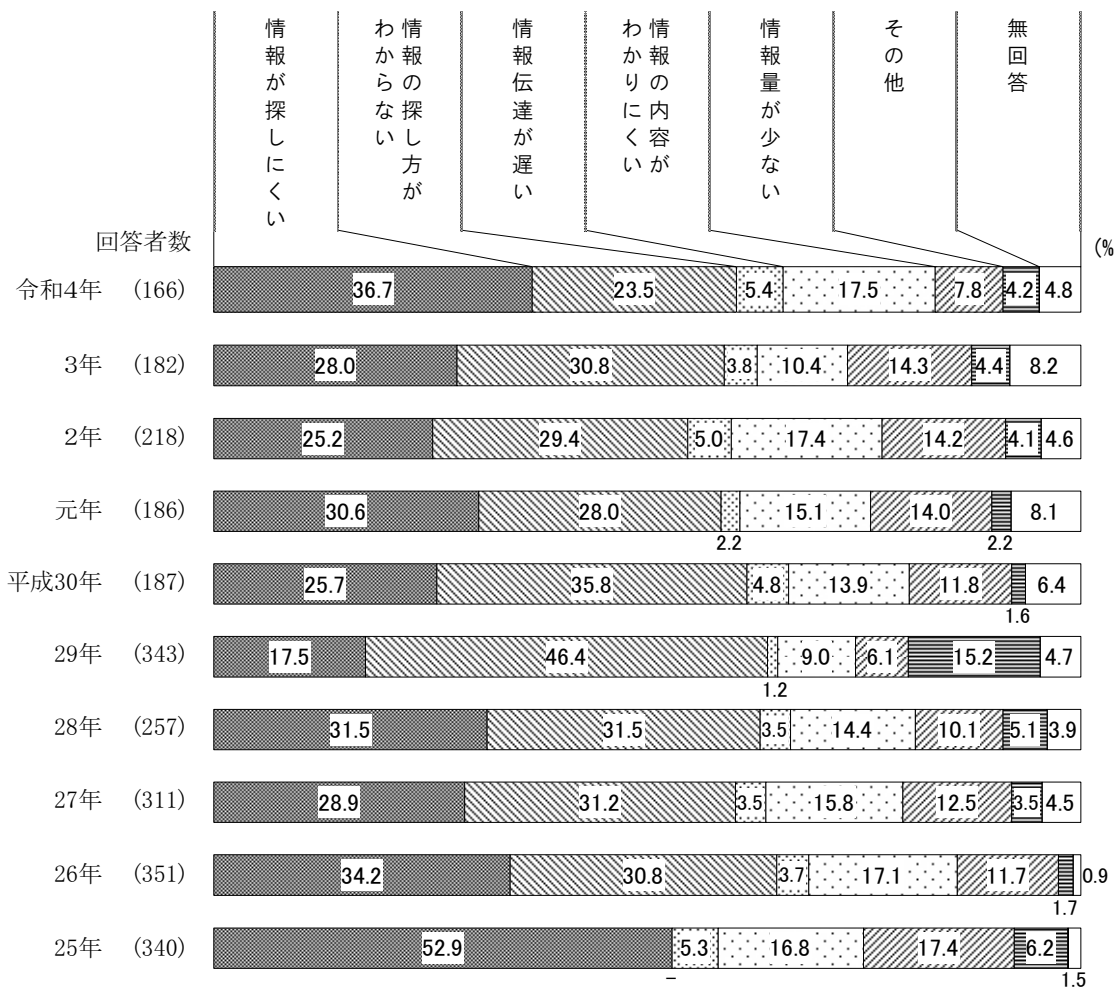 情報が探しにくい
情報の探し方が
わからない
情報伝達が遅い
情報の内容が
わかりにくい
情報量が少ない
その他
無回答
回答者数
(%
令和4年 (166) 36.7 23.5 5.4 17.5 7.8 4.2 4.8
3年 (182) 28.0 30.8 3.8 10.4 14.3 4.4 8.2
2年 (218) 25.2 29.4 5.0 17.4 14.2 4.1 4.6
元年 (186) 30.6 28.0 15.1 14.0 8.1
2.2 2.2
平成30年 (187) 25.7 35.8 4.8 13.9 11.8 6.4
1.6
29年 (343) 17.5 46.4 9.0 6.1 15.2 4.7
1.2
28年 (257) 31.5 31.5 3.5 14.4 10.1 5.1 3.9
27年 (311) 28.9 31.2 3.5 15.8 12.5 3.5 4.5
26年 (351) 34.2 30.8 3.7 17.1 11.7 0.9
1.7
25年 (340) 52.9 5.3 16.8 17.4 6.2
– 1.5